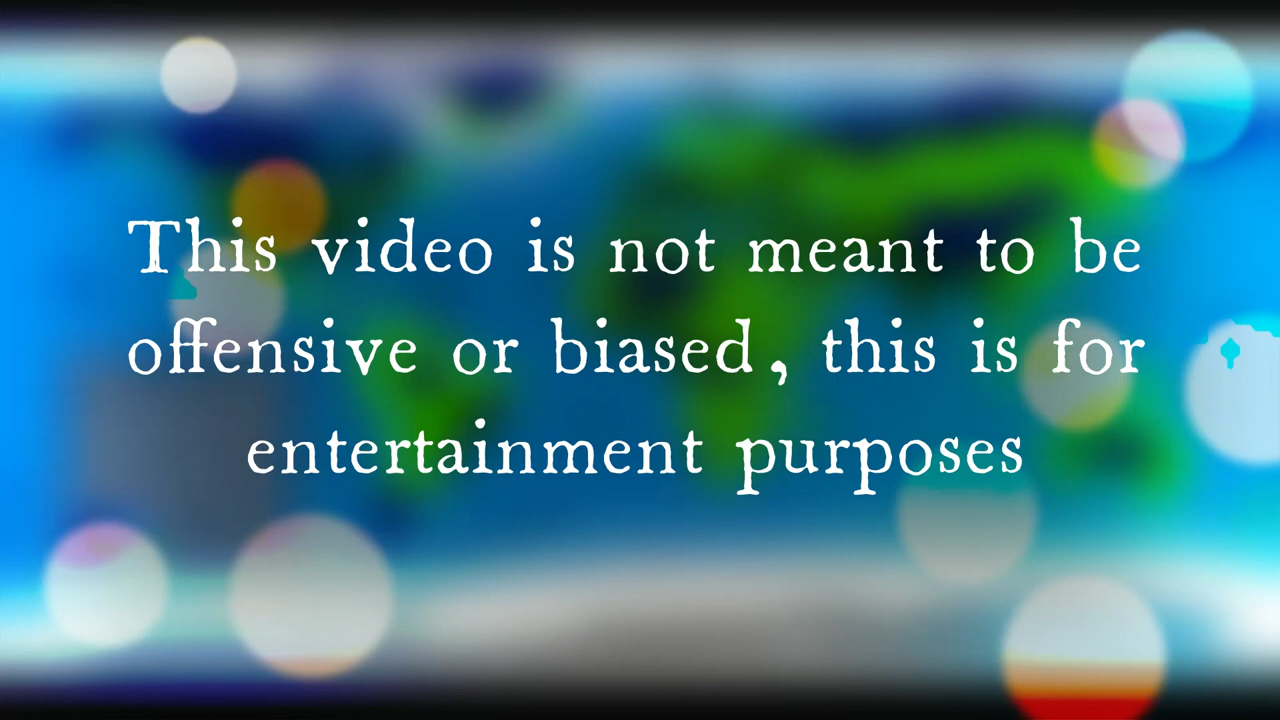 This video is not meant to be
offensive or biased, this is for
entertainment purposes